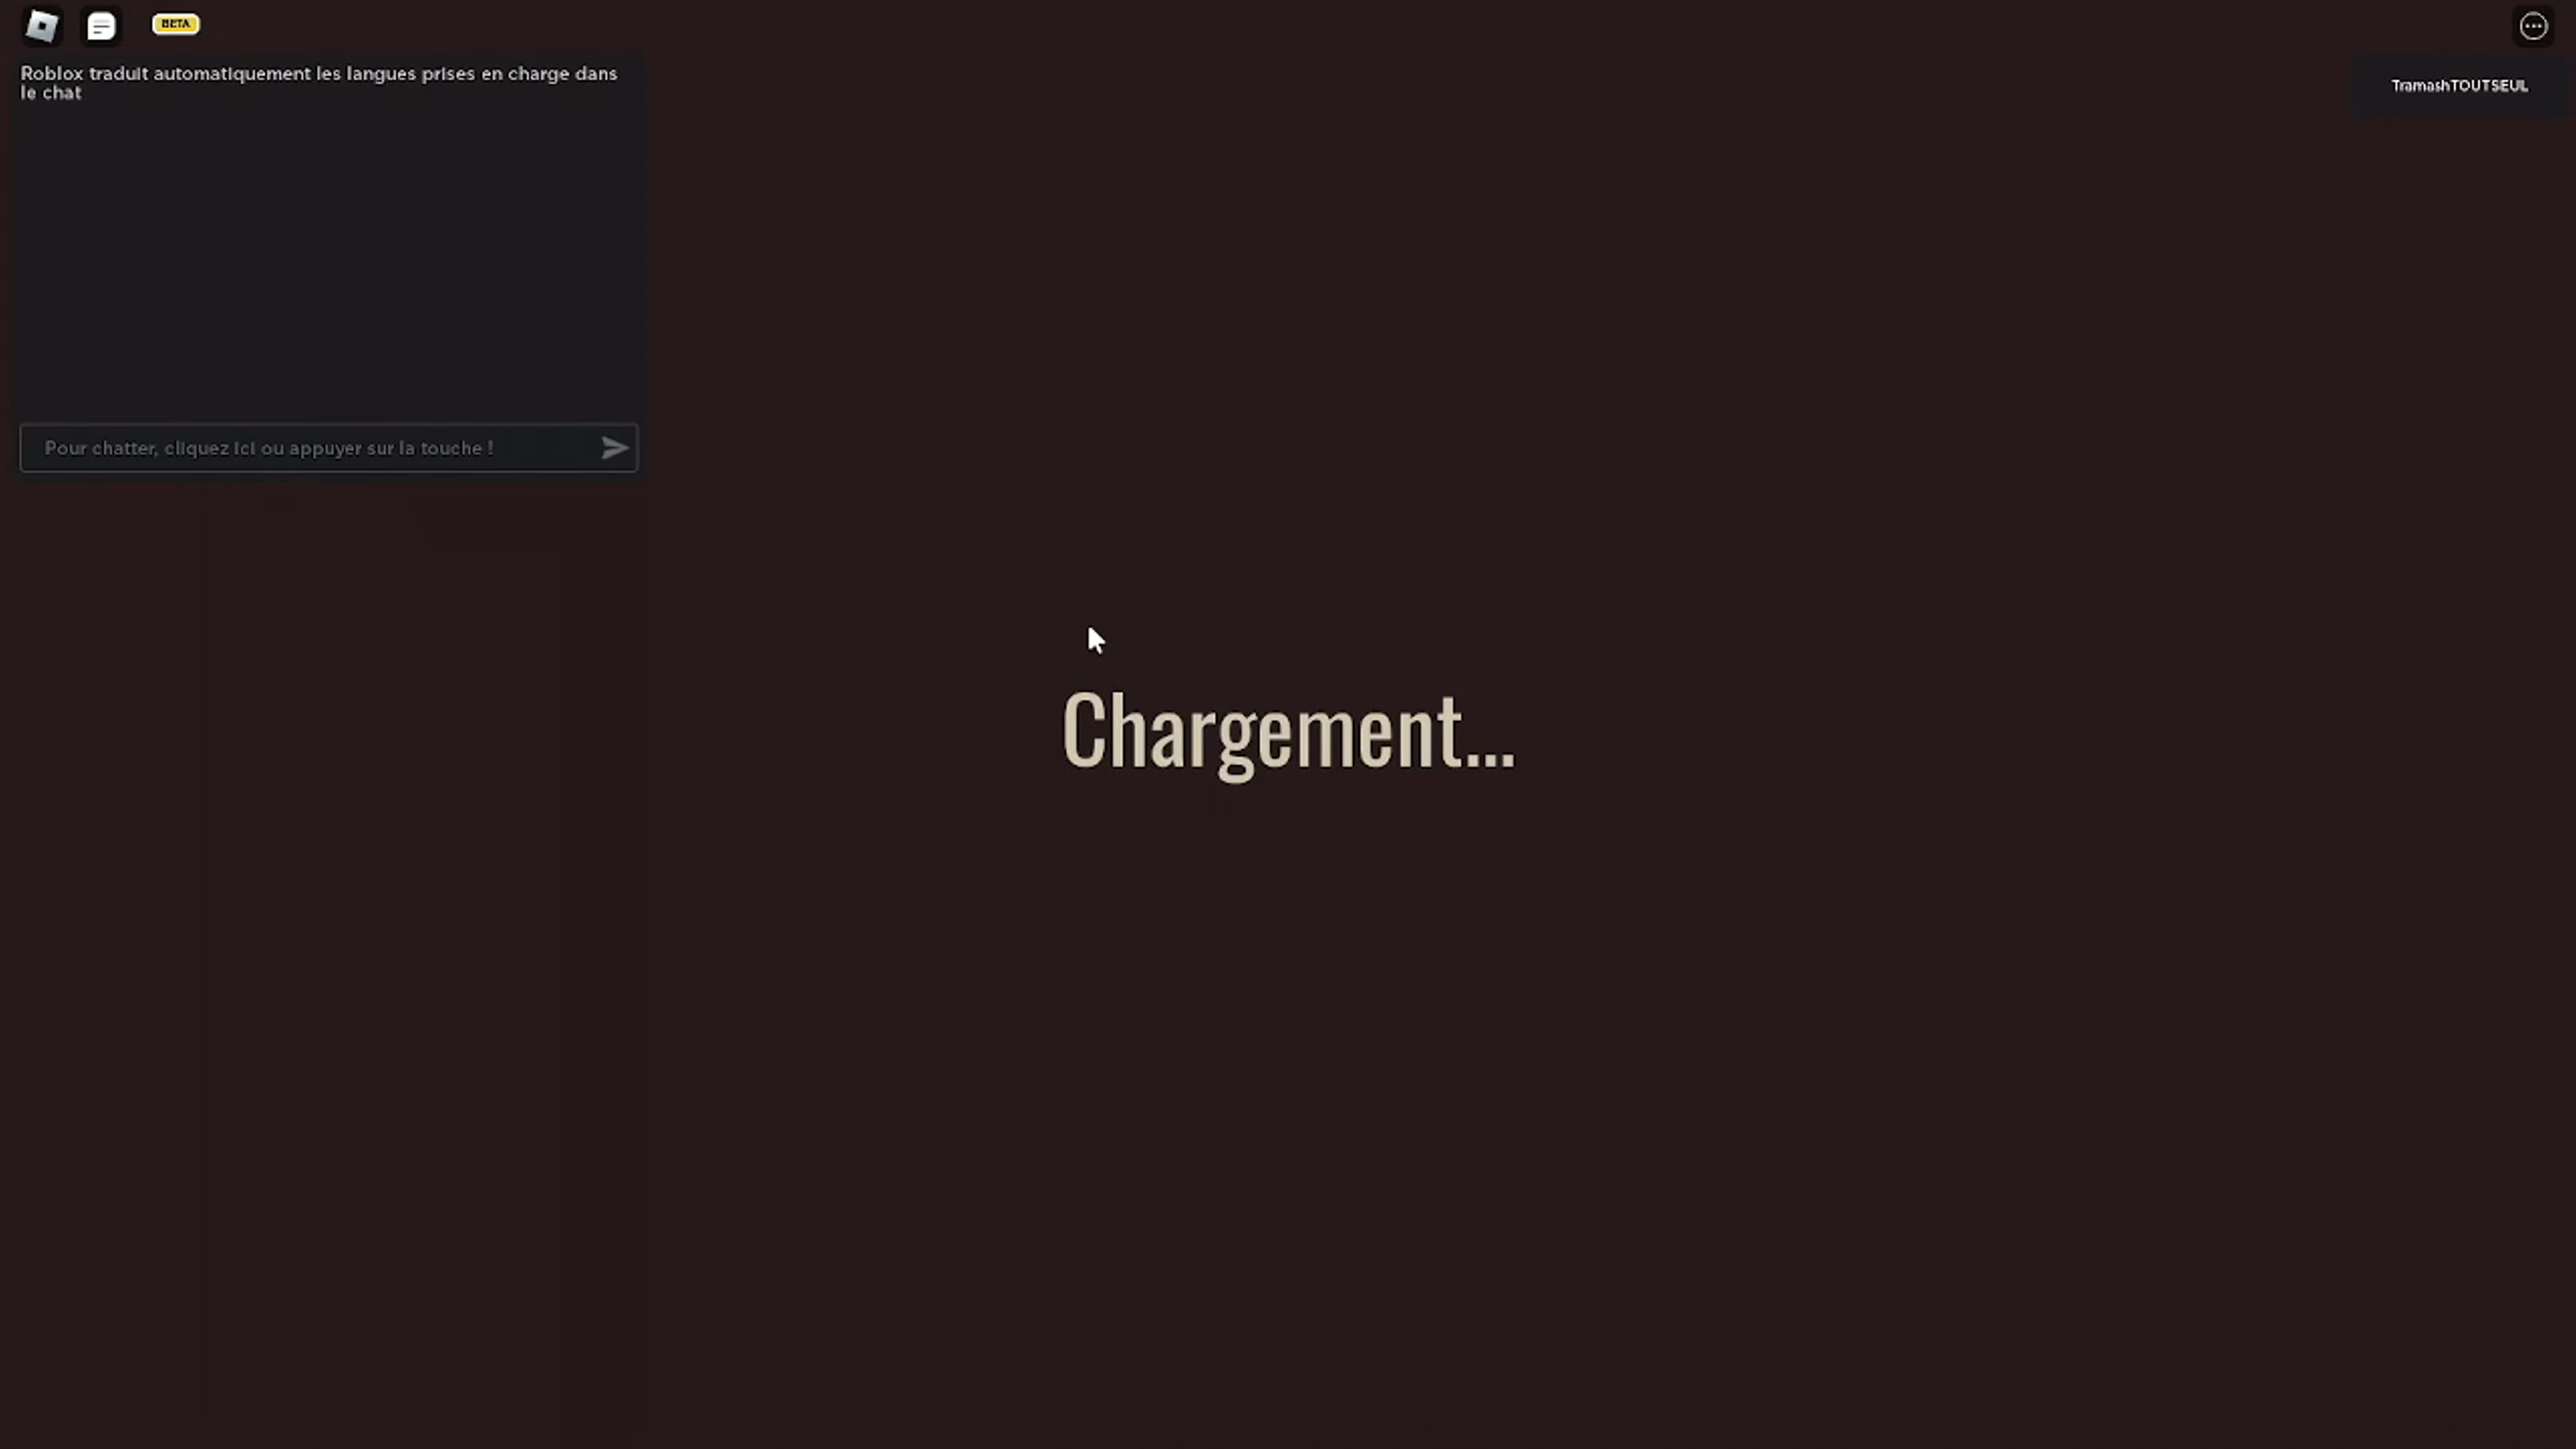 BETA
Roblox traduit automatiquement les langues prises en charge dans
le chat
TramashTOUTSEUL
Pour chatter, cliquez ici ou appuyer sur la touche !
Chargement...